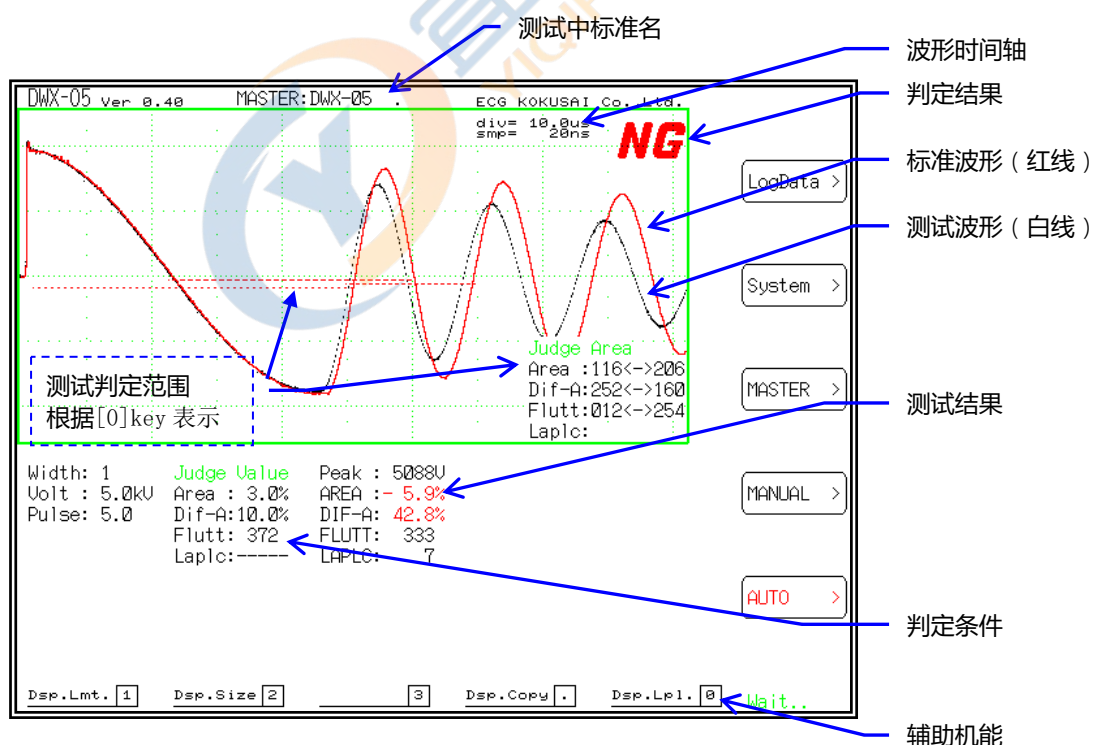 测试中标准名
波形时间轴
判定结果
标准波形（红线）
测试波形（白线）
测试结果
判定条件
辅助机能
DWX-05 Ver 0.40 MASTER:DWX-05 . ECG KOKUSAI Co.,Ltd.
div= 10.0us
smp= 20ns
NG
LogData >
System >
MASTER >
MANUAL >
AUTO >
测试判定范围
根据[0]key 表示
Judge Area
Area :116<->206
Dif-A:252<->160
Flutt:012<->254
Laplc:
Width: 1 Judge Value Peak : 5088V
Volt : 5.0kV Area : 3.0% AREA :- 5.9%
Pulse: 5.0 Dif-A:10.0% DIF-A: 42.8%
Flutt: 372 FLUTT: 333
Laplc:----- LAPLC: 7
Dsp.Lmt. 1 Dsp.Size 2 3 Dsp.Copy . Dsp.Lpl. 0 Wait..